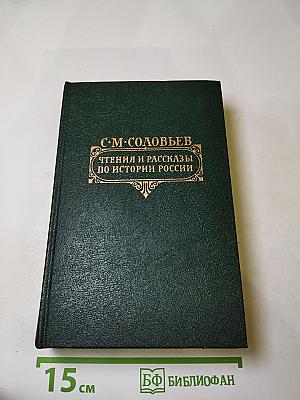 С·М·СОЛОВЬЕВ
ЧТЕНИЯ И РАССКАЗЫ
ПО ИСТОРИИ РОССИИ
15 см
БФ БИБЛИОФАН